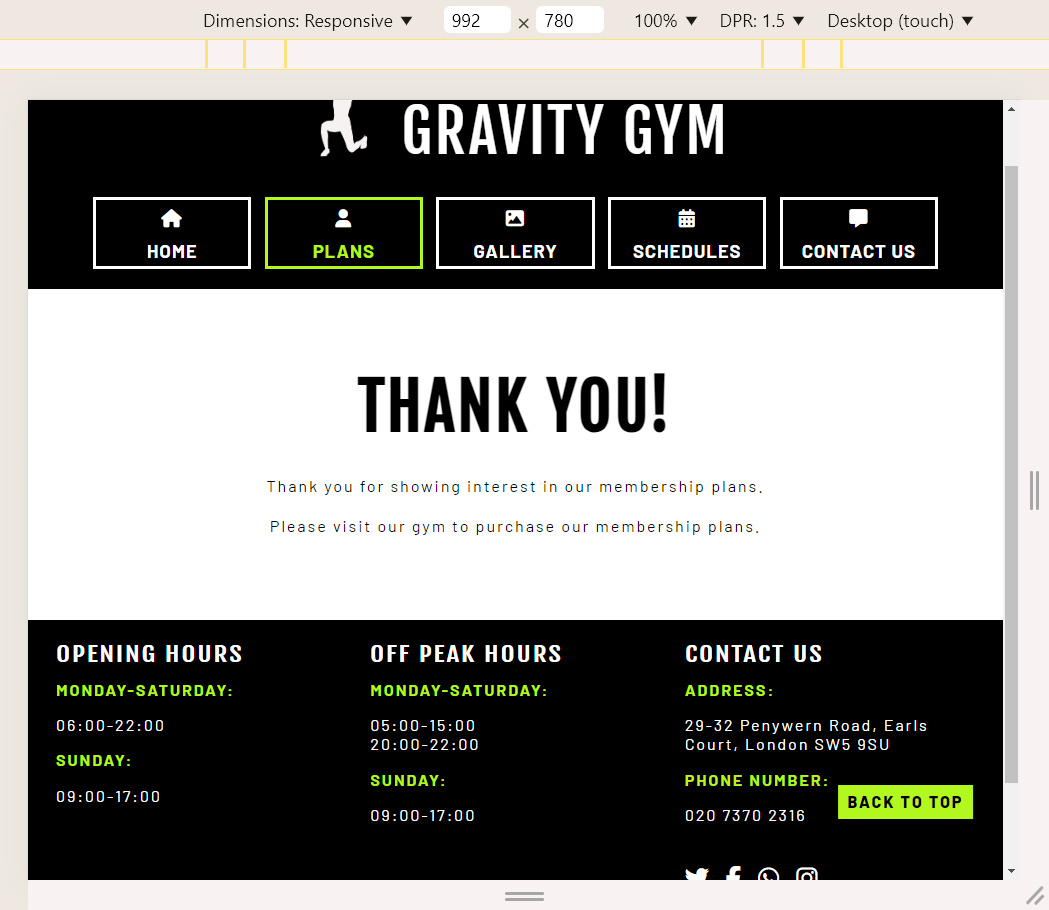 Dimensions: Responsive ▼ 992 × 780 100% ▼ DPR: 1.5 ▼ Desktop (touch) ▼
GRAVITY GYM
HOME PLANS GALLERY SCHEDULES CONTACT US
THANK YOU!
Thank you for showing interest in our membership plans.
Please visit our gym to purchase our membership plans.
OPENING HOURS
MONDAY-SATURDAY:
06:00-22:00
SUNDAY:
09:00-17:00
OFF PEAK HOURS
MONDAY-SATURDAY:
05:00-15:00
20:00-22:00
SUNDAY:
09:00-17:00
CONTACT US
ADDRESS:
29-32 Penywern Road, Earls
Court, London SW5 9SU
PHONE NUMBER:
020 7370 2316
BACK TO TOP